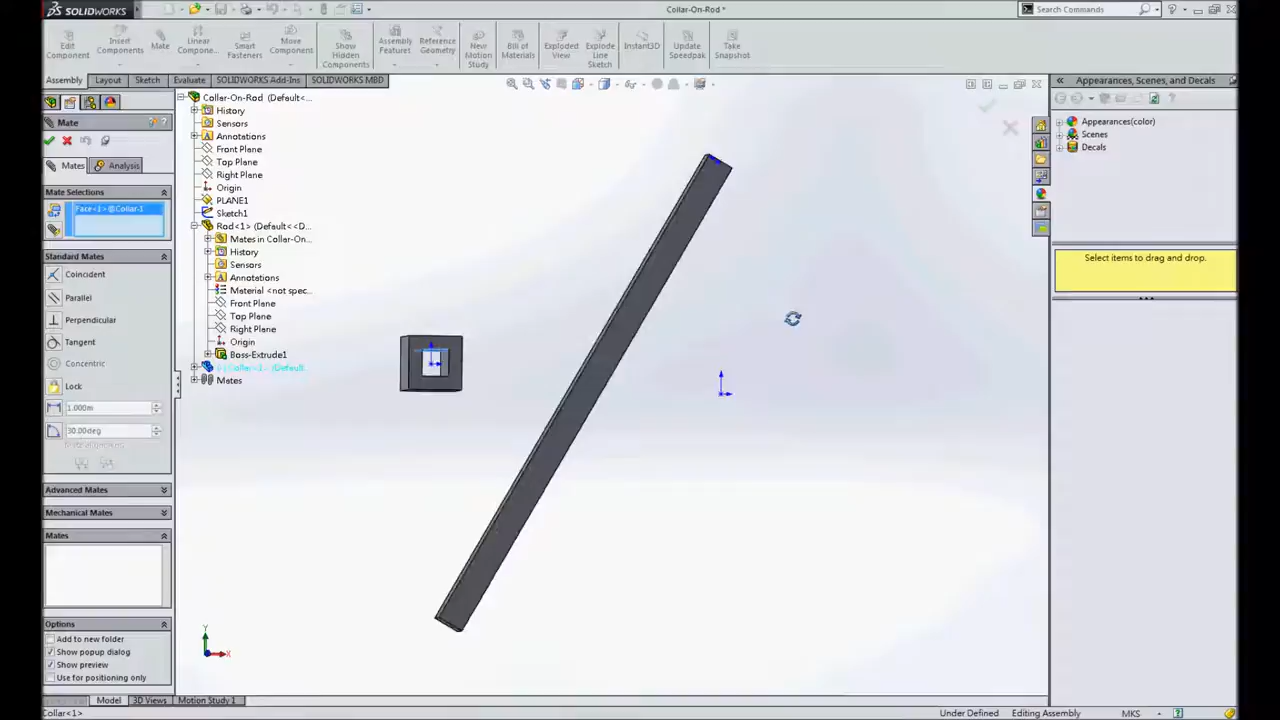 SOLIDWORKS
Collar-On-Rod *
Search Commands
Edit Component
Insert Components
Mate
Linear Compone...
Smart Fasteners
Move Component
Show Hidden Components
Assembly Features
Reference Geometry
New Motion Study
Bill of Materials
Exploded View
Explode Line Sketch
Instant3D
Update Speedpak
Take Snapshot
Assembly
Layout
Sketch
Evaluate
SOLIDWORKS Add-Ins
SOLIDWORKS MBD
Mate
Mates
Analysis
Mate Selections
Face<1>@Collar-1
Standard Mates
Coincident
Parallel
Perpendicular
Tangent
Concentric
Lock
1.000m
30.00deg
Advanced Mates
Mechanical Mates
Mates
Options
Add to new folder
Show popup dialog
Show preview
Use for positioning only
Collar-On-Rod (Default<...
History
Sensors
Annotations
Front Plane
Top Plane
Right Plane
Origin
PLANE1
Sketch1
Rod<1> (Default<<D...
Mates in Collar-On...
History
Sensors
Annotations
Material <not spec...
Front Plane
Top Plane
Right Plane
Origin
Boss-Extrude1
Mates
Y
X
Appearances, Scenes, and Decals
Appearances(color)
Scenes
Decals
Select items to drag and drop.
Model
3D Views
Motion Study 1
Collar<1>
Under Defined
Editing Assembly
MKS